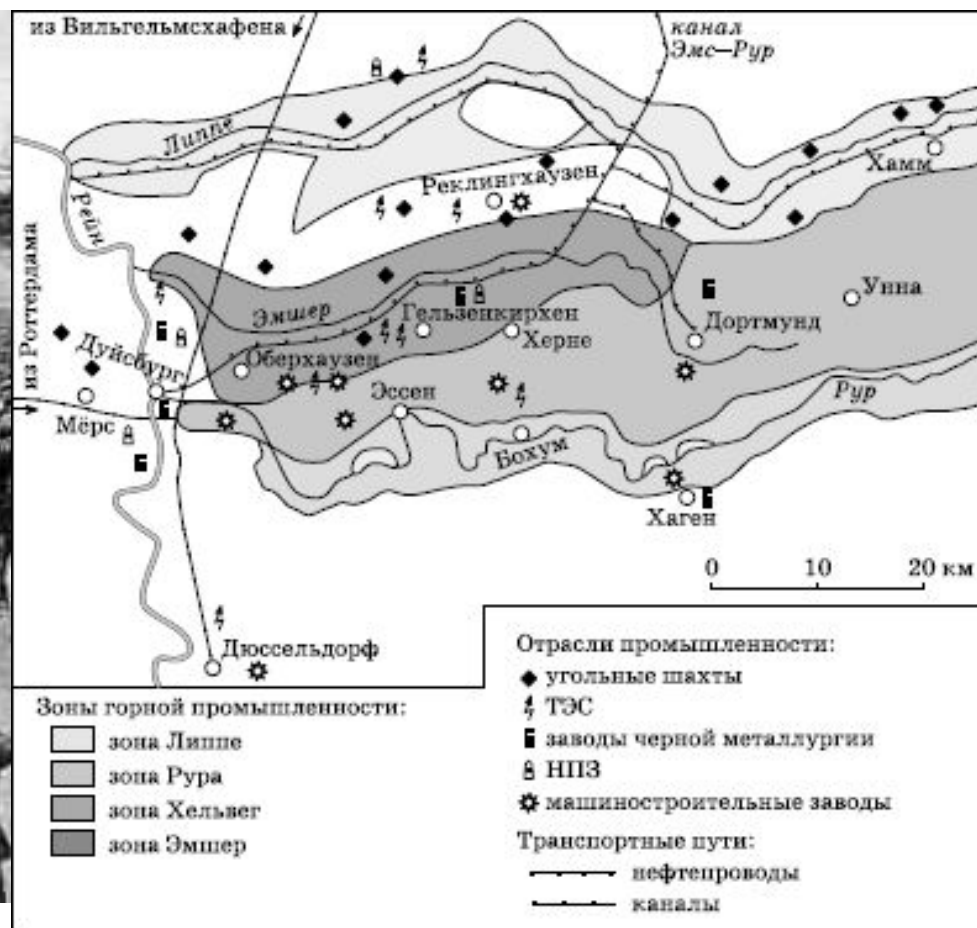 из Вильгельмсхафена
канал
Эмс–Рур
Липпе
Хамм
Реклингхаузен
Рейн
из Роттердама
Эмшер
Унна
Гельзенкирхен
Дортмунд
Херне
Дуйсбург
Оберхаузен
Эссен
Рур
Мёрс
Бохум
Хаген
0 10 20 км
Дюссельдорф
Зоны горной промышленности:
зона Липпе
зона Рура
зона Хельвег
зона Эмшер
Отрасли промышленности:
угольные шахты
ТЭС
заводы черной металлургии
НПЗ
машиностроительные заводы
Транспортные пути:
нефтепроводы
каналы